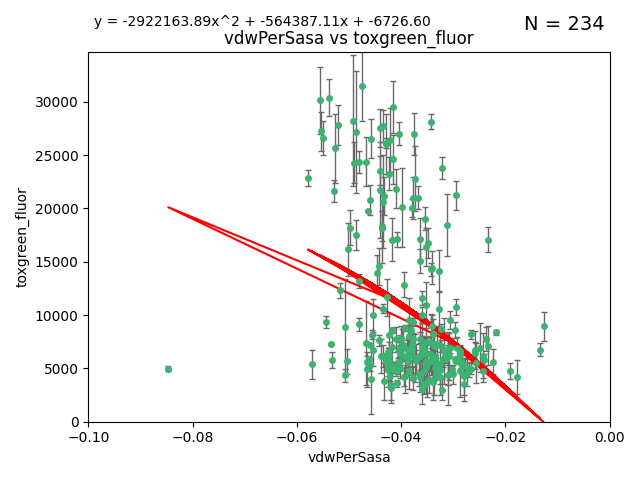 y = -2922163.89x^2 + -564387.11x + -6726.60
N = 234
vdwPerSasa vs toxgreen_fluor
toxgreen_fluor
30000
25000
20000
15000
10000
5000
0
−0.10 −0.08 −0.06 −0.04 −0.02 0.00
vdwPerSasa